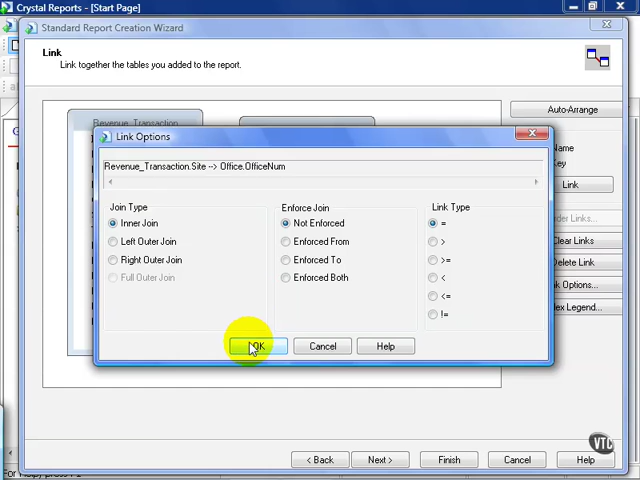 Crystal Reports - [Start Page]
Standard Report Creation Wizard
Link
Link together the tables you added to the report.
Revenue_Transaction
Auto-Arrange
Link Options
Name
Key
Revenue_Transaction.Site --> Office.OfficeNum
Link
Join Type
Enforce Join
Link Type
Inner Join
Not Enforced
=
Left Outer Join
Enforced From
>
Clear Links
Right Outer Join
Enforced To
>=
Delete Link
Full Outer Join
Enforced Both
<
<=
!=
OK
Cancel
Help
VTC
< Back
Next >
Finish
Cancel
Help